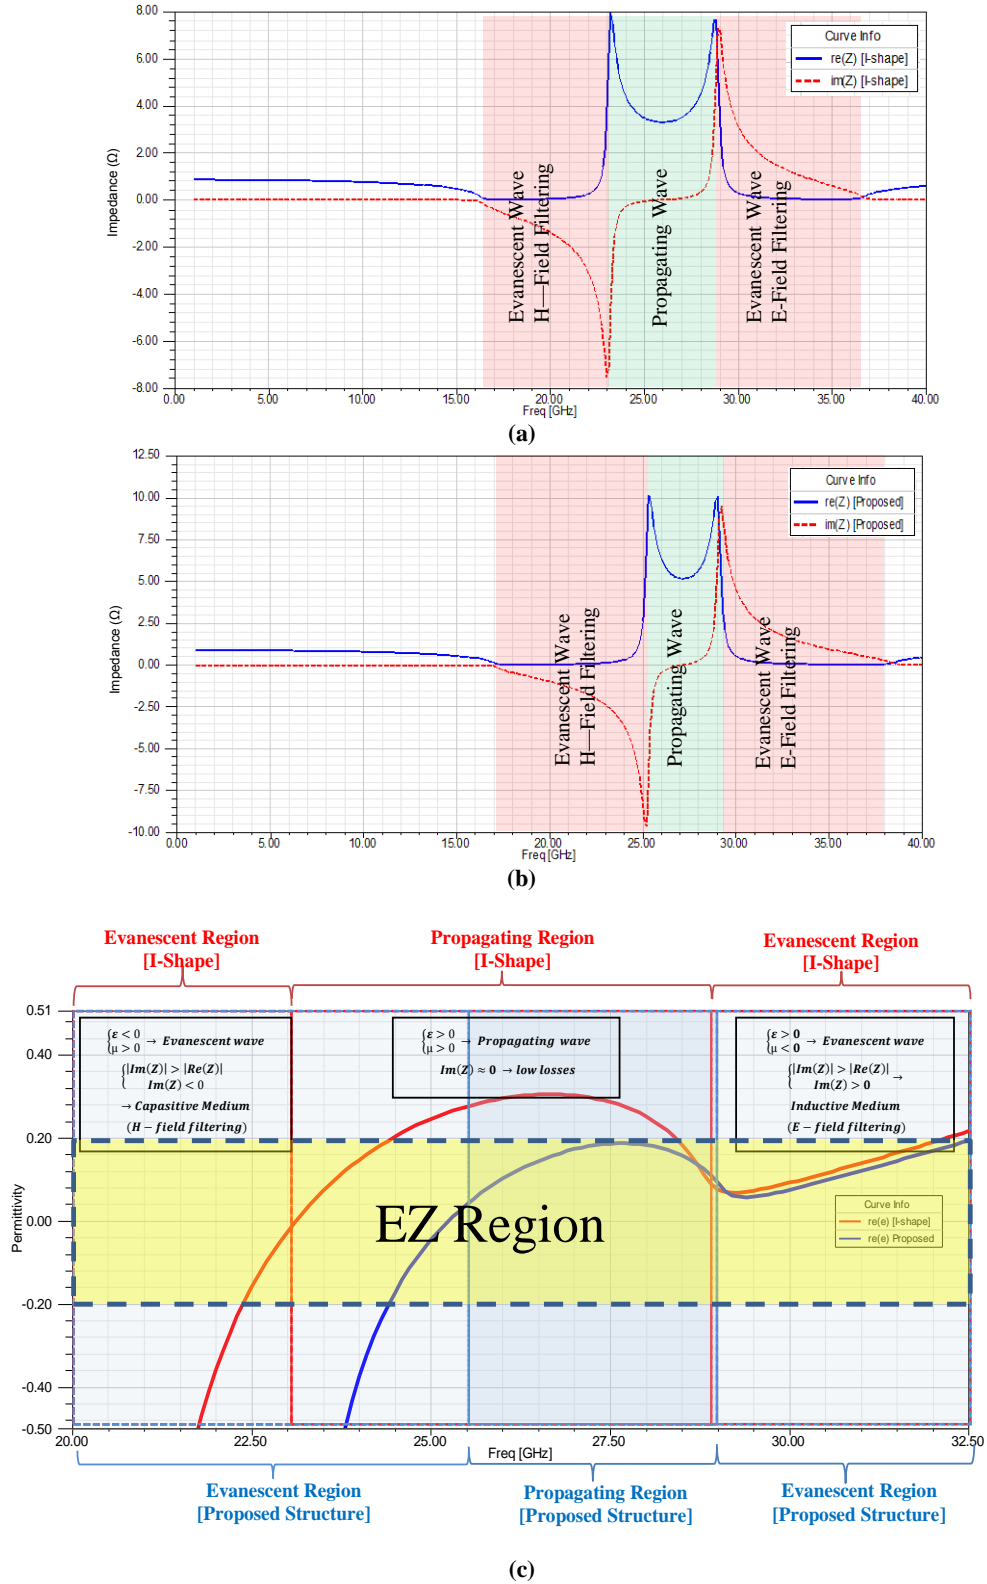 8.00
6.00
4.00
2.00
0.00
-2.00
-4.00
-6.00
-8.00
Impedance (Ω)
Curve Info
re(Z) [I-shape]
im(Z) [I-shape]
Evanescent Wave
H—Field Filtering
Propagating Wave
Evanescent Wave
E-Field Filtering
0.00 5.00 10.00 15.00 20.00 25.00 30.00 35.00 40.00
Freq [GHz]
(a)
12.50
10.00
7.50
5.00
2.50
0.00
-2.50
-5.00
-7.50
-10.00
Impedance (Ω)
Curve Info
re(Z) [Proposed]
im(Z) [Proposed]
Evanescent Wave
H—Field Filtering
Propagating Wave
Evanescent Wave
E-Field Filtering
0.00 5.00 10.00 15.00 20.00 25.00 30.00 35.00 40.00
Freq [GHz]
(b)
Evanescent Region
[I-Shape]
Propagating Region
[I-Shape]
Evanescent Region
[I-Shape]
0.51
0.40
0.20
0.00
-0.20
-0.40
-0.50
Permittivity
{ε < 0
{μ > 0 → Evanescent wave
{|Im(Z)| > |Re(Z)|
{Im(Z) < 0
→ Capasitive Medium
(H − field filtering)
{ε > 0
{μ > 0 → Propagating wave
Im(Z) ≈ 0 → low losses
{ε > 0
{μ < 0 → Evanescent wave
{|Im(Z)| > |Re(Z)|
{Im(Z) > 0 →
Inductive Medium
(E − field filtering)
EZ Region
Curve Info
re(e) [I-shape]
re(e) Proposed
20.00 22.50 25.00 27.50 30.00 32.50
Freq [GHz]
Evanescent Region
[Proposed Structure]
Propagating Region
[Proposed Structure]
Evanescent Region
[Proposed Structure]
(c)